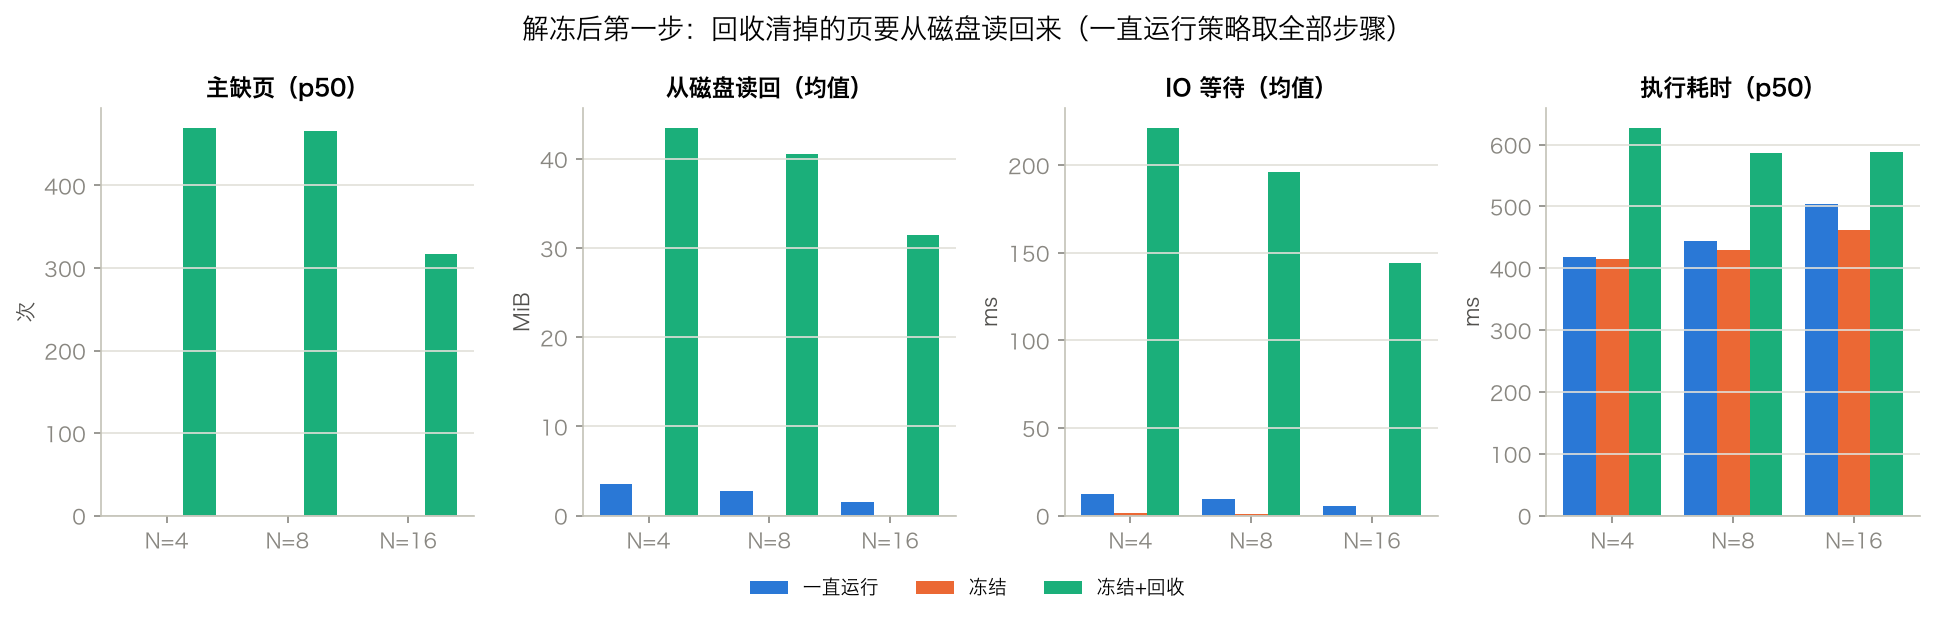 解冻后第一步：回收清掉的页要从磁盘读回来（一直运行策略取全部步骤）
主缺页（p50）
次
400
300
200
100
0
N=4
N=8
N=16
从磁盘读回（均值）
MiB
40
30
20
10
0
N=4
N=8
N=16
IO 等待（均值）
ms
200
150
100
50
0
N=4
N=8
N=16
执行耗时（p50）
ms
600
500
400
300
200
100
0
N=4
N=8
N=16
一直运行
冻结
冻结+回收